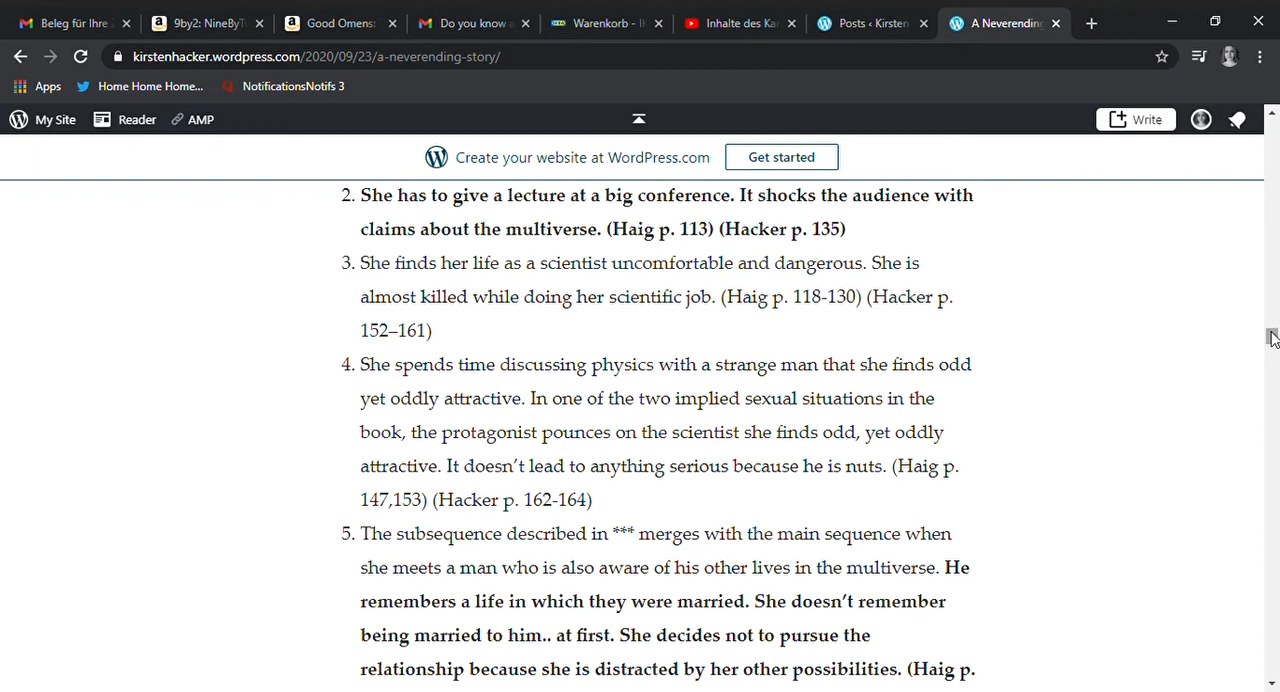 Beleg für Ihre
9by2: NineByT
Good Omens:
Do you know a
Warenkorb - I
Inhalte des Ka
Posts ‹ Kirsten
A Neverending
kirstenhacker.wordpress.com/2020/09/23/a-neverending-story/
Apps Home Home Home... NotificationsNotifs 3
My Site Reader AMP Write
Create your website at WordPress.com Get started
2. She has to give a lecture at a big conference. It shocks the audience with
claims about the multiverse. (Haig p. 113) (Hacker p. 135)
3. She finds her life as a scientist uncomfortable and dangerous. She is
almost killed while doing her scientific job. (Haig p. 118-130) (Hacker p.
152–161)
4. She spends time discussing physics with a strange man that she finds odd
yet oddly attractive. In one of the two implied sexual situations in the
book, the protagonist pounces on the scientist she finds odd, yet oddly
attractive. It doesn't lead to anything serious because he is nuts. (Haig p.
147,153) (Hacker p. 162-164)
5. The subsequence described in *** merges with the main sequence when
she meets a man who is also aware of his other lives in the multiverse. He
remembers a life in which they were married. She doesn't remember
being married to him.. at first. She decides not to pursue the
relationship because she is distracted by her other possibilities. (Haig p.